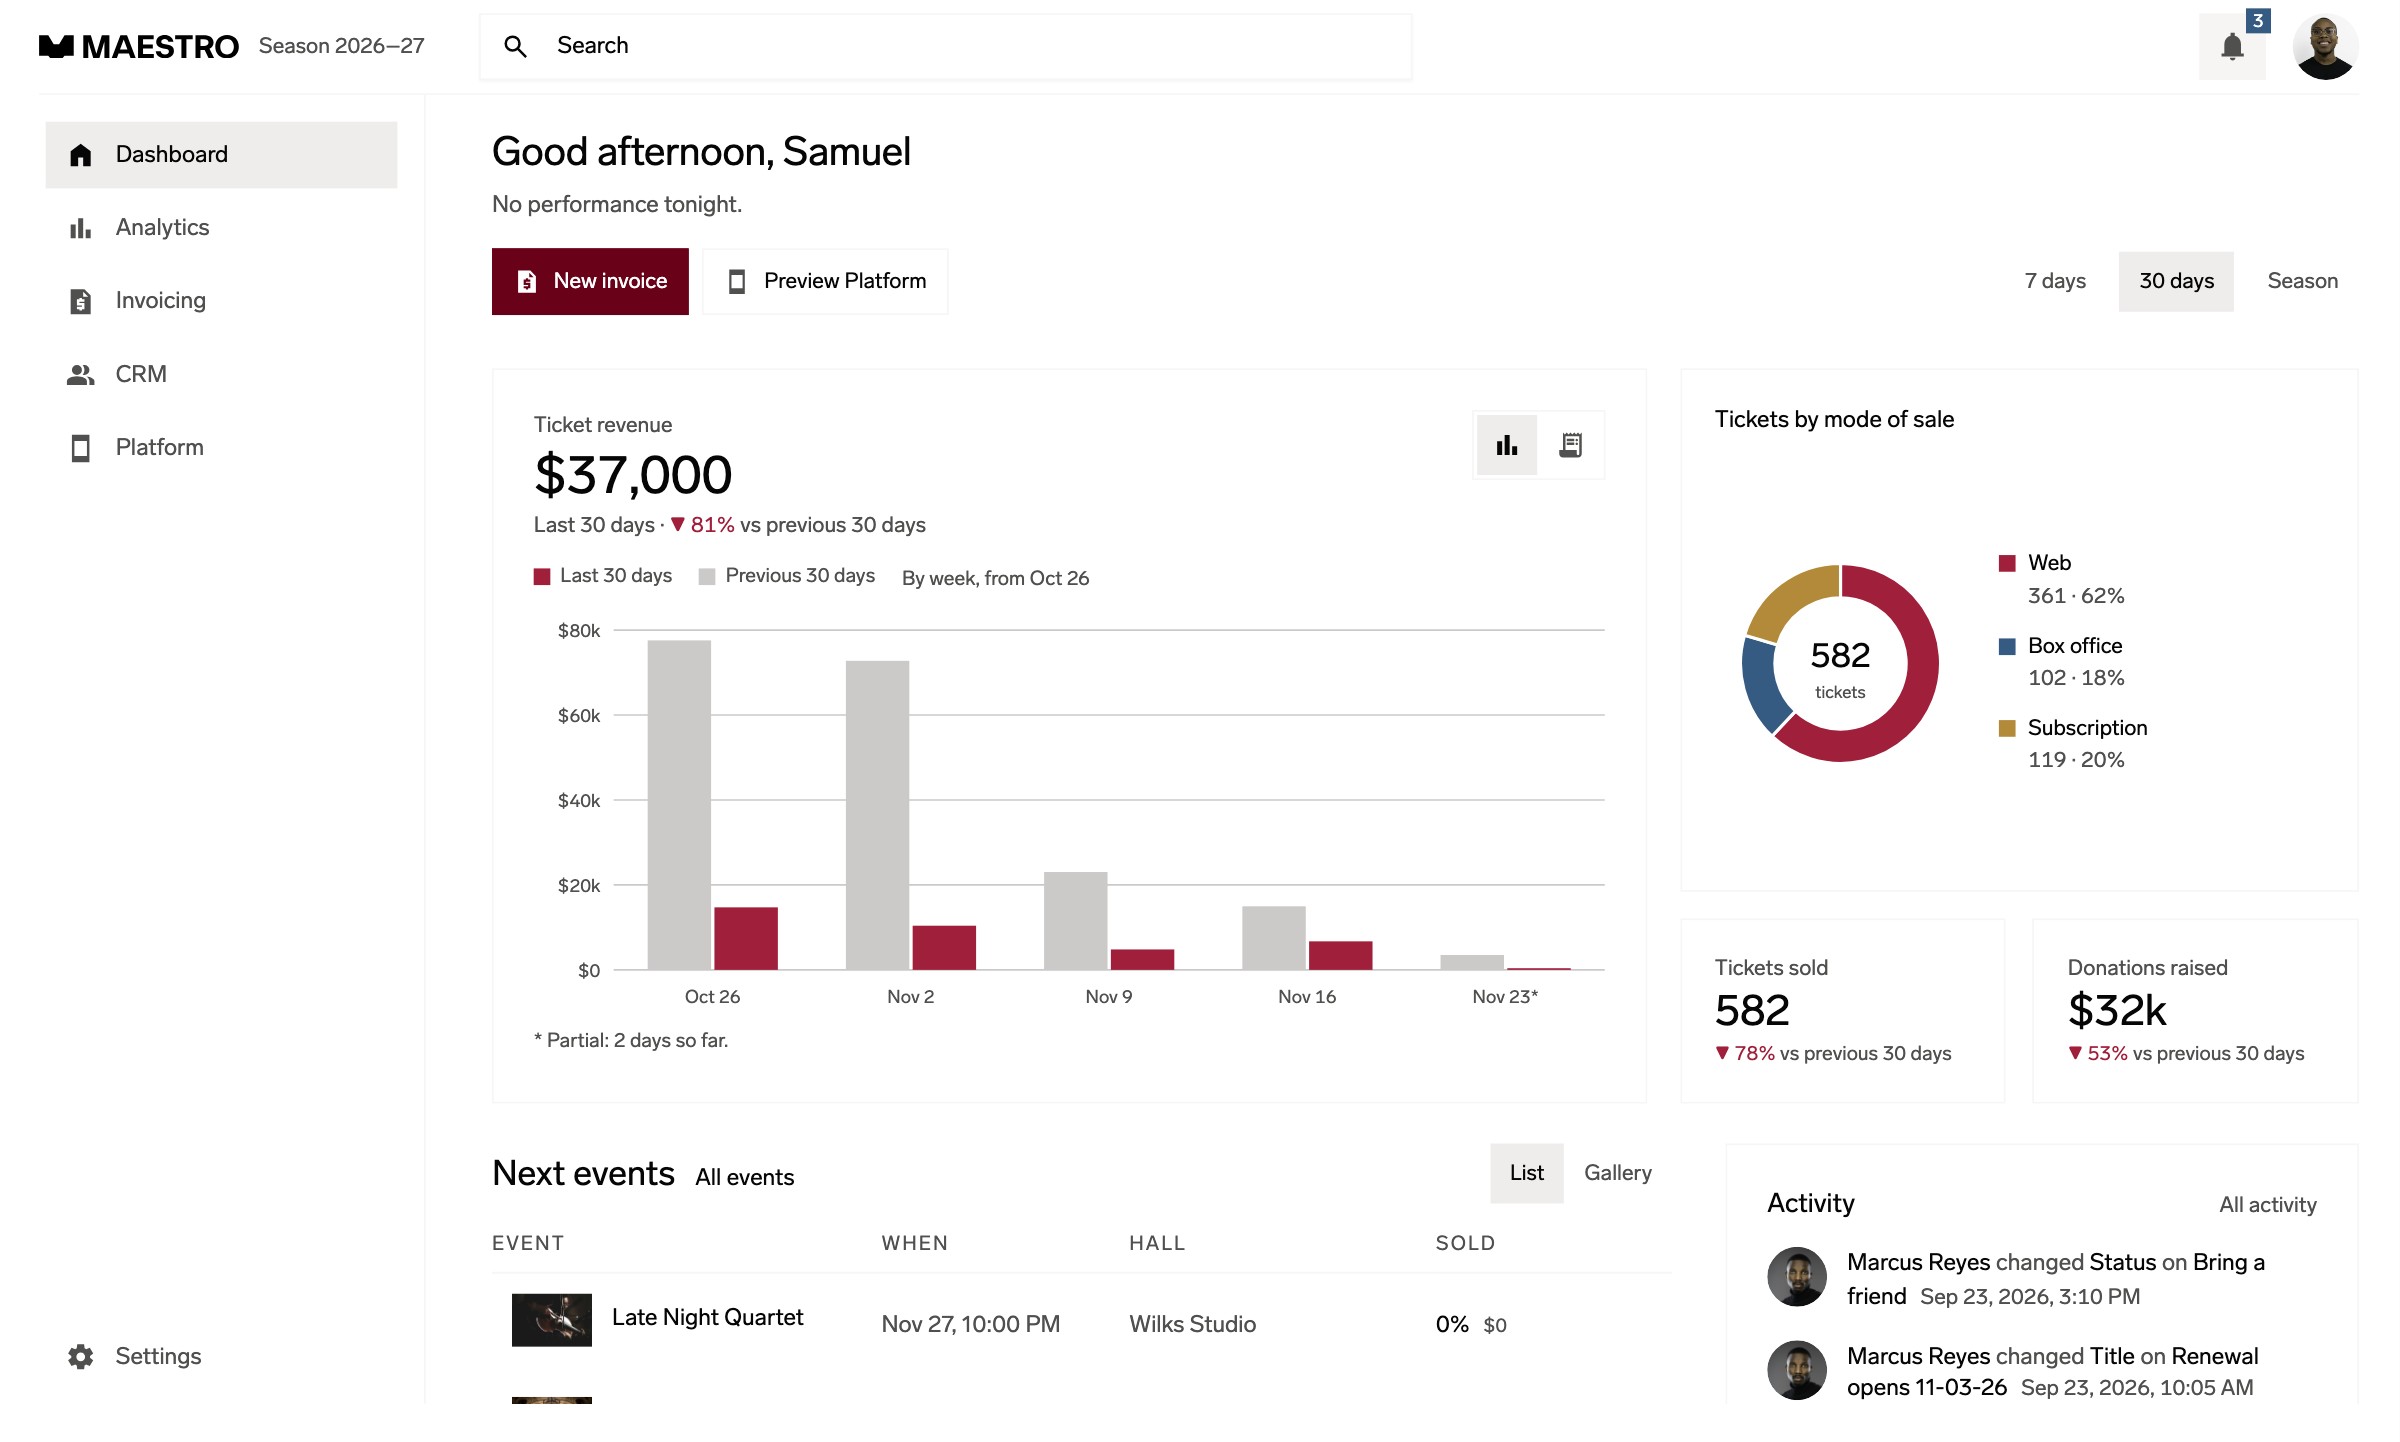 MAESTRO Season 2026–27
Search
3
Dashboard
Analytics
Invoicing
CRM
Platform
Settings
Good afternoon, Samuel
No performance tonight.
New invoice
Preview Platform
7 days
30 days
Season
Ticket revenue
$37,000
Last 30 days · ▼ 81% vs previous 30 days
Last 30 days
Previous 30 days
By week, from Oct 26
$80k
$60k
$40k
$20k
$0
Oct 26
Nov 2
Nov 9
Nov 16
Nov 23*
* Partial: 2 days so far.
Tickets by mode of sale
582
tickets
Web
361 · 62%
Box office
102 · 18%
Subscription
119 · 20%
Tickets sold
582
▼ 78% vs previous 30 days
Donations raised
$32k
▼ 53% vs previous 30 days
Next events
All events
List
Gallery
EVENT
WHEN
HALL
SOLD
Late Night Quartet
Nov 27, 10:00 PM
Wilks Studio
0% $0
Activity
All activity
Marcus Reyes changed Status on Bring a
friend Sep 23, 2026, 3:10 PM
Marcus Reyes changed Title on Renewal
opens 11-03-26 Sep 23, 2026, 10:05 AM